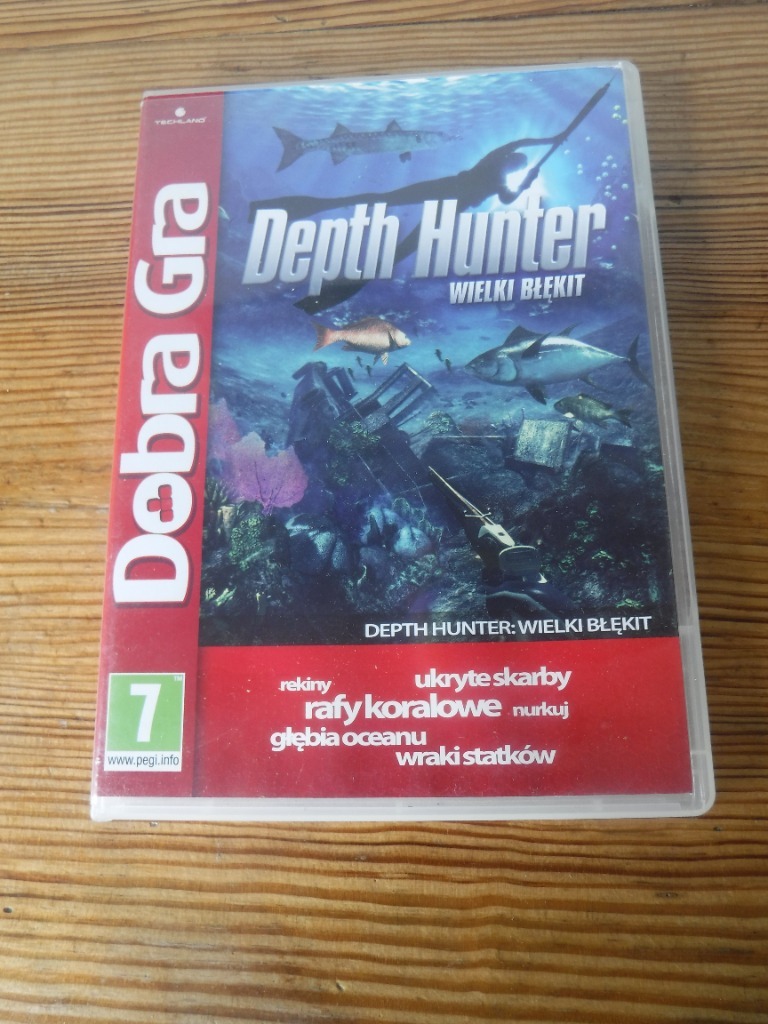 TECHLAND
Dobra Gra
Depth Hunter
WIELKI BŁĘKIT
DEPTH HUNTER: WIELKI BŁĘKIT
rekiny
ukryte skarby
rafy koralowe
nurkuj
głębia oceanu
wraki statków
7
TM
www.pegi.info